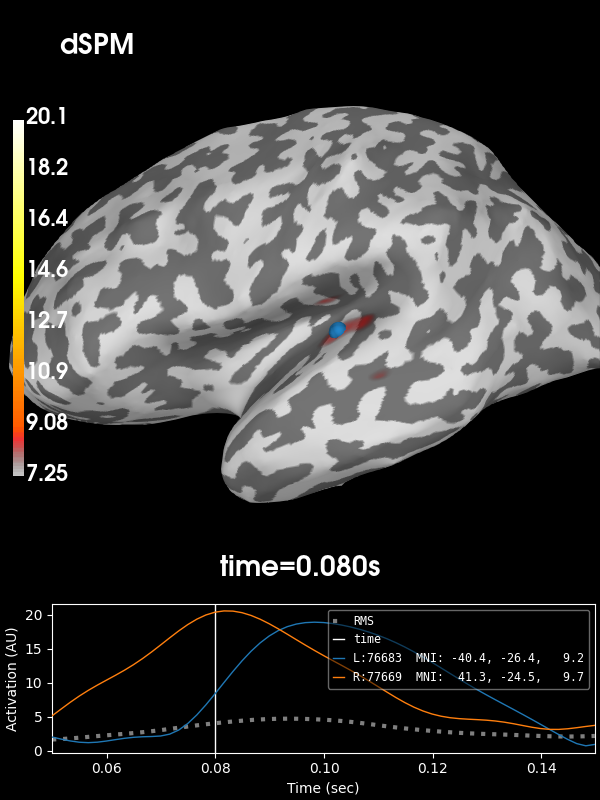 dSPM
20.1
18.2
16.4
14.6
12.7
10.9
9.08
7.25
time=0.080s
Activation (AU)
20
15
10
5
0
RMS
time
L:76683  MNI: -40.4, -26.4,   9.2
R:77669  MNI:  41.3, -24.5,   9.7
0.06
0.08
0.10
0.12
0.14
Time (sec)